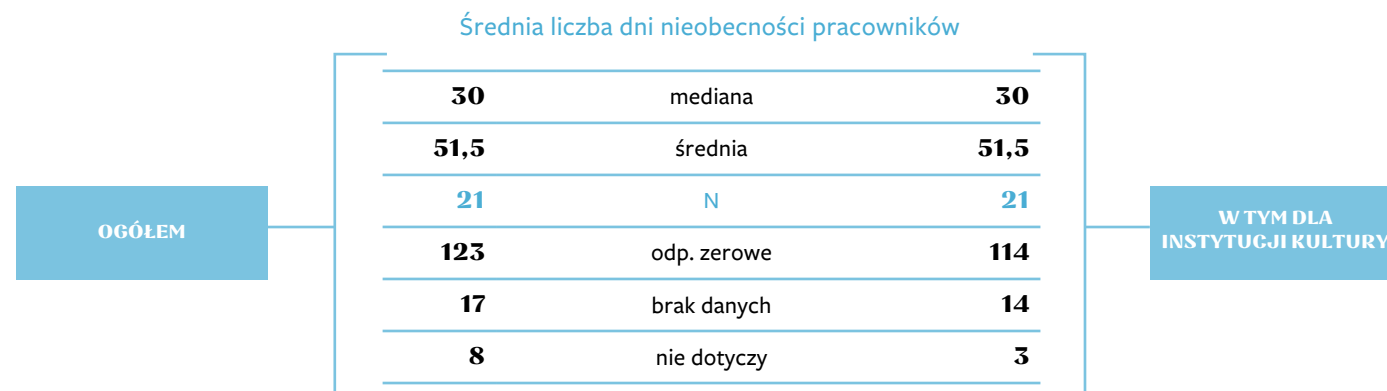 Średnia liczba dni nieobecności pracowników
30 mediana 30
51,5 średnia 51,5
21 N 21
OGÓŁEM
W TYM DLA
INSTYTUCJI KULTURY
123 odp. zerowe 114
17 brak danych 14
8 nie dotyczy 3